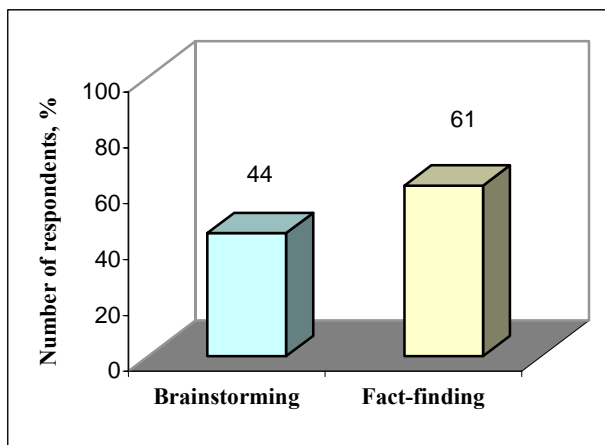 Number of respondents, %
100
80
60
40
20
0
44
61
Brainstorming
Fact-finding